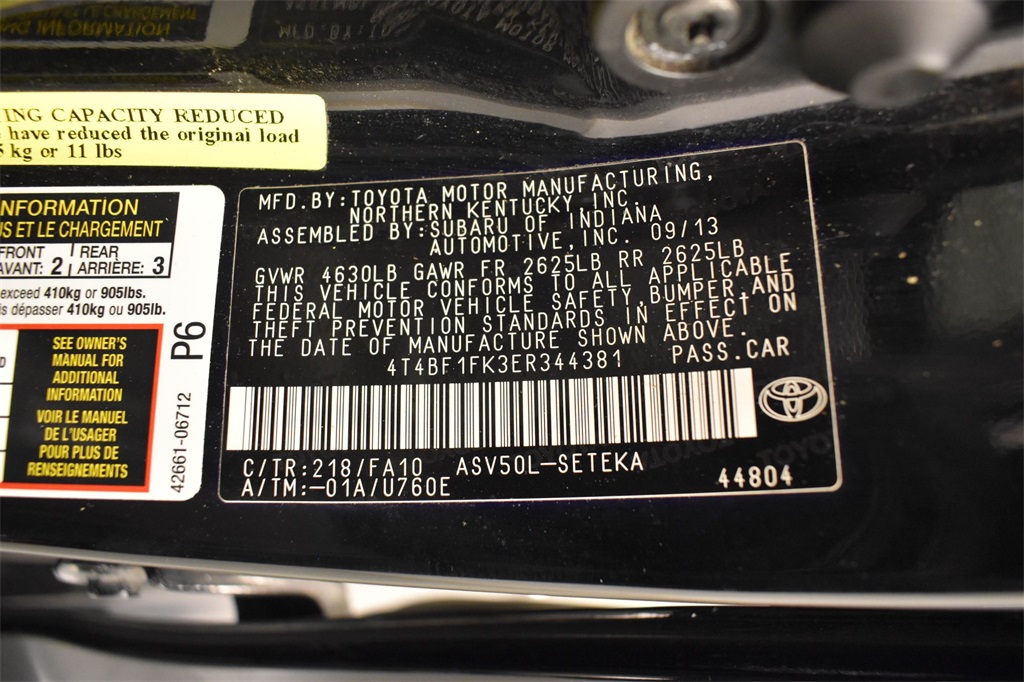 ING CAPACITY REDUCED
have reduced the original load
kg or 11 lbs
NFORMATION
ET LE CHARGEMENT
FRONT
AVANT: 2
REAR
ARRIÈRE: 3
exceed 410kg or 905lbs.
dépasser 410kg ou 905lb.
SEE OWNER'S
MANUAL FOR
ADDITIONAL
INFORMATION
VOIR LE MANUEL
DE L'USAGER
POUR PLUS DE
RENSEIGNEMENTS
P6
42661-06712
MFD.BY:TOYOTA MOTOR MANUFACTURING,
NORTHERN KENTUCKY,INC.
ASSEMBLED BY:SUBARU OF INDIANA
AUTOMOTIVE,INC. 09/13
GVWR 4630LB GAWR FR 2625LB RR 2625LB
THIS VEHICLE CONFORMS TO ALL APPLICABLE
FEDERAL MOTOR VEHICLE SAFETY,BUMPER,AND
THEFT PREVENTION STANDARDS IN EFFECT ON
THE DATE OF MANUFACTURE SHOWN ABOVE.
4T4BF1FK3ER344381 PASS.CAR
C/TR:218/FA10 ASV50L-SETEKA
A/TM:-01A/U760E
44804